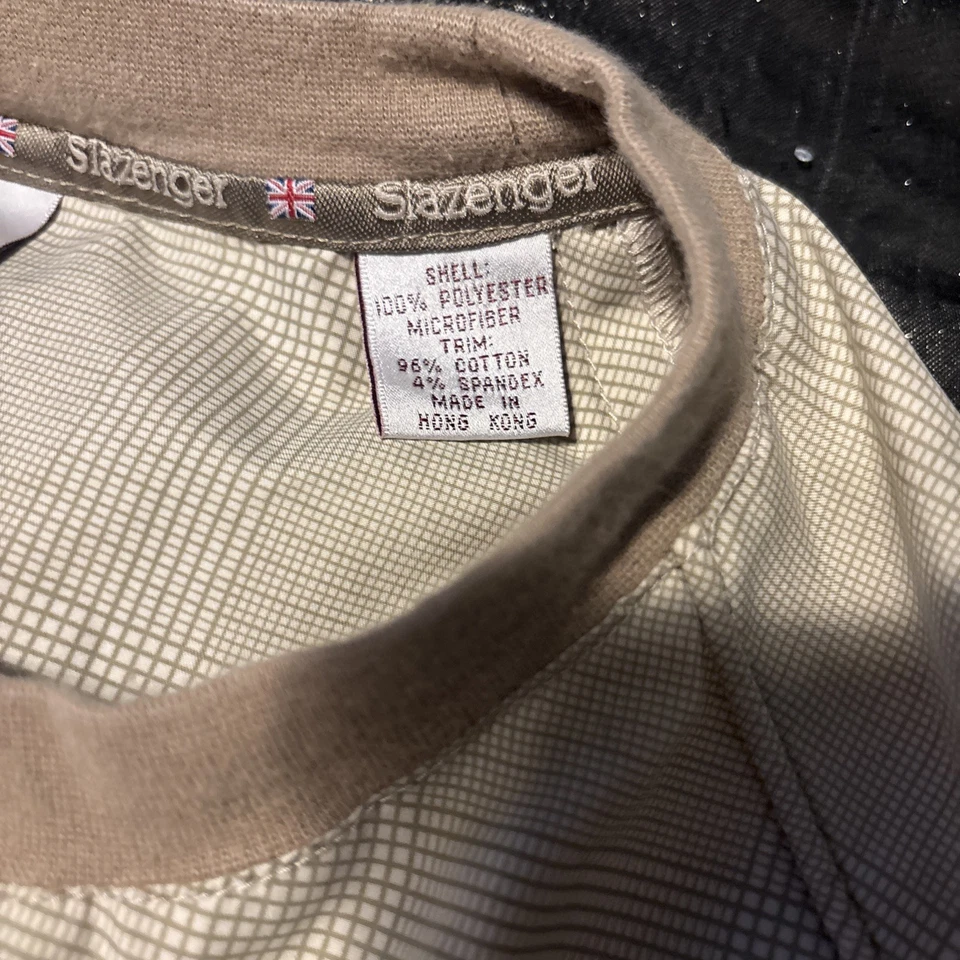 Slazenger Slazenger
SHELL:
100% POLYESTER
MICROFIBER
TRIM:
96% COTTON
4% SPANDEX
MADE IN
HONG KONG